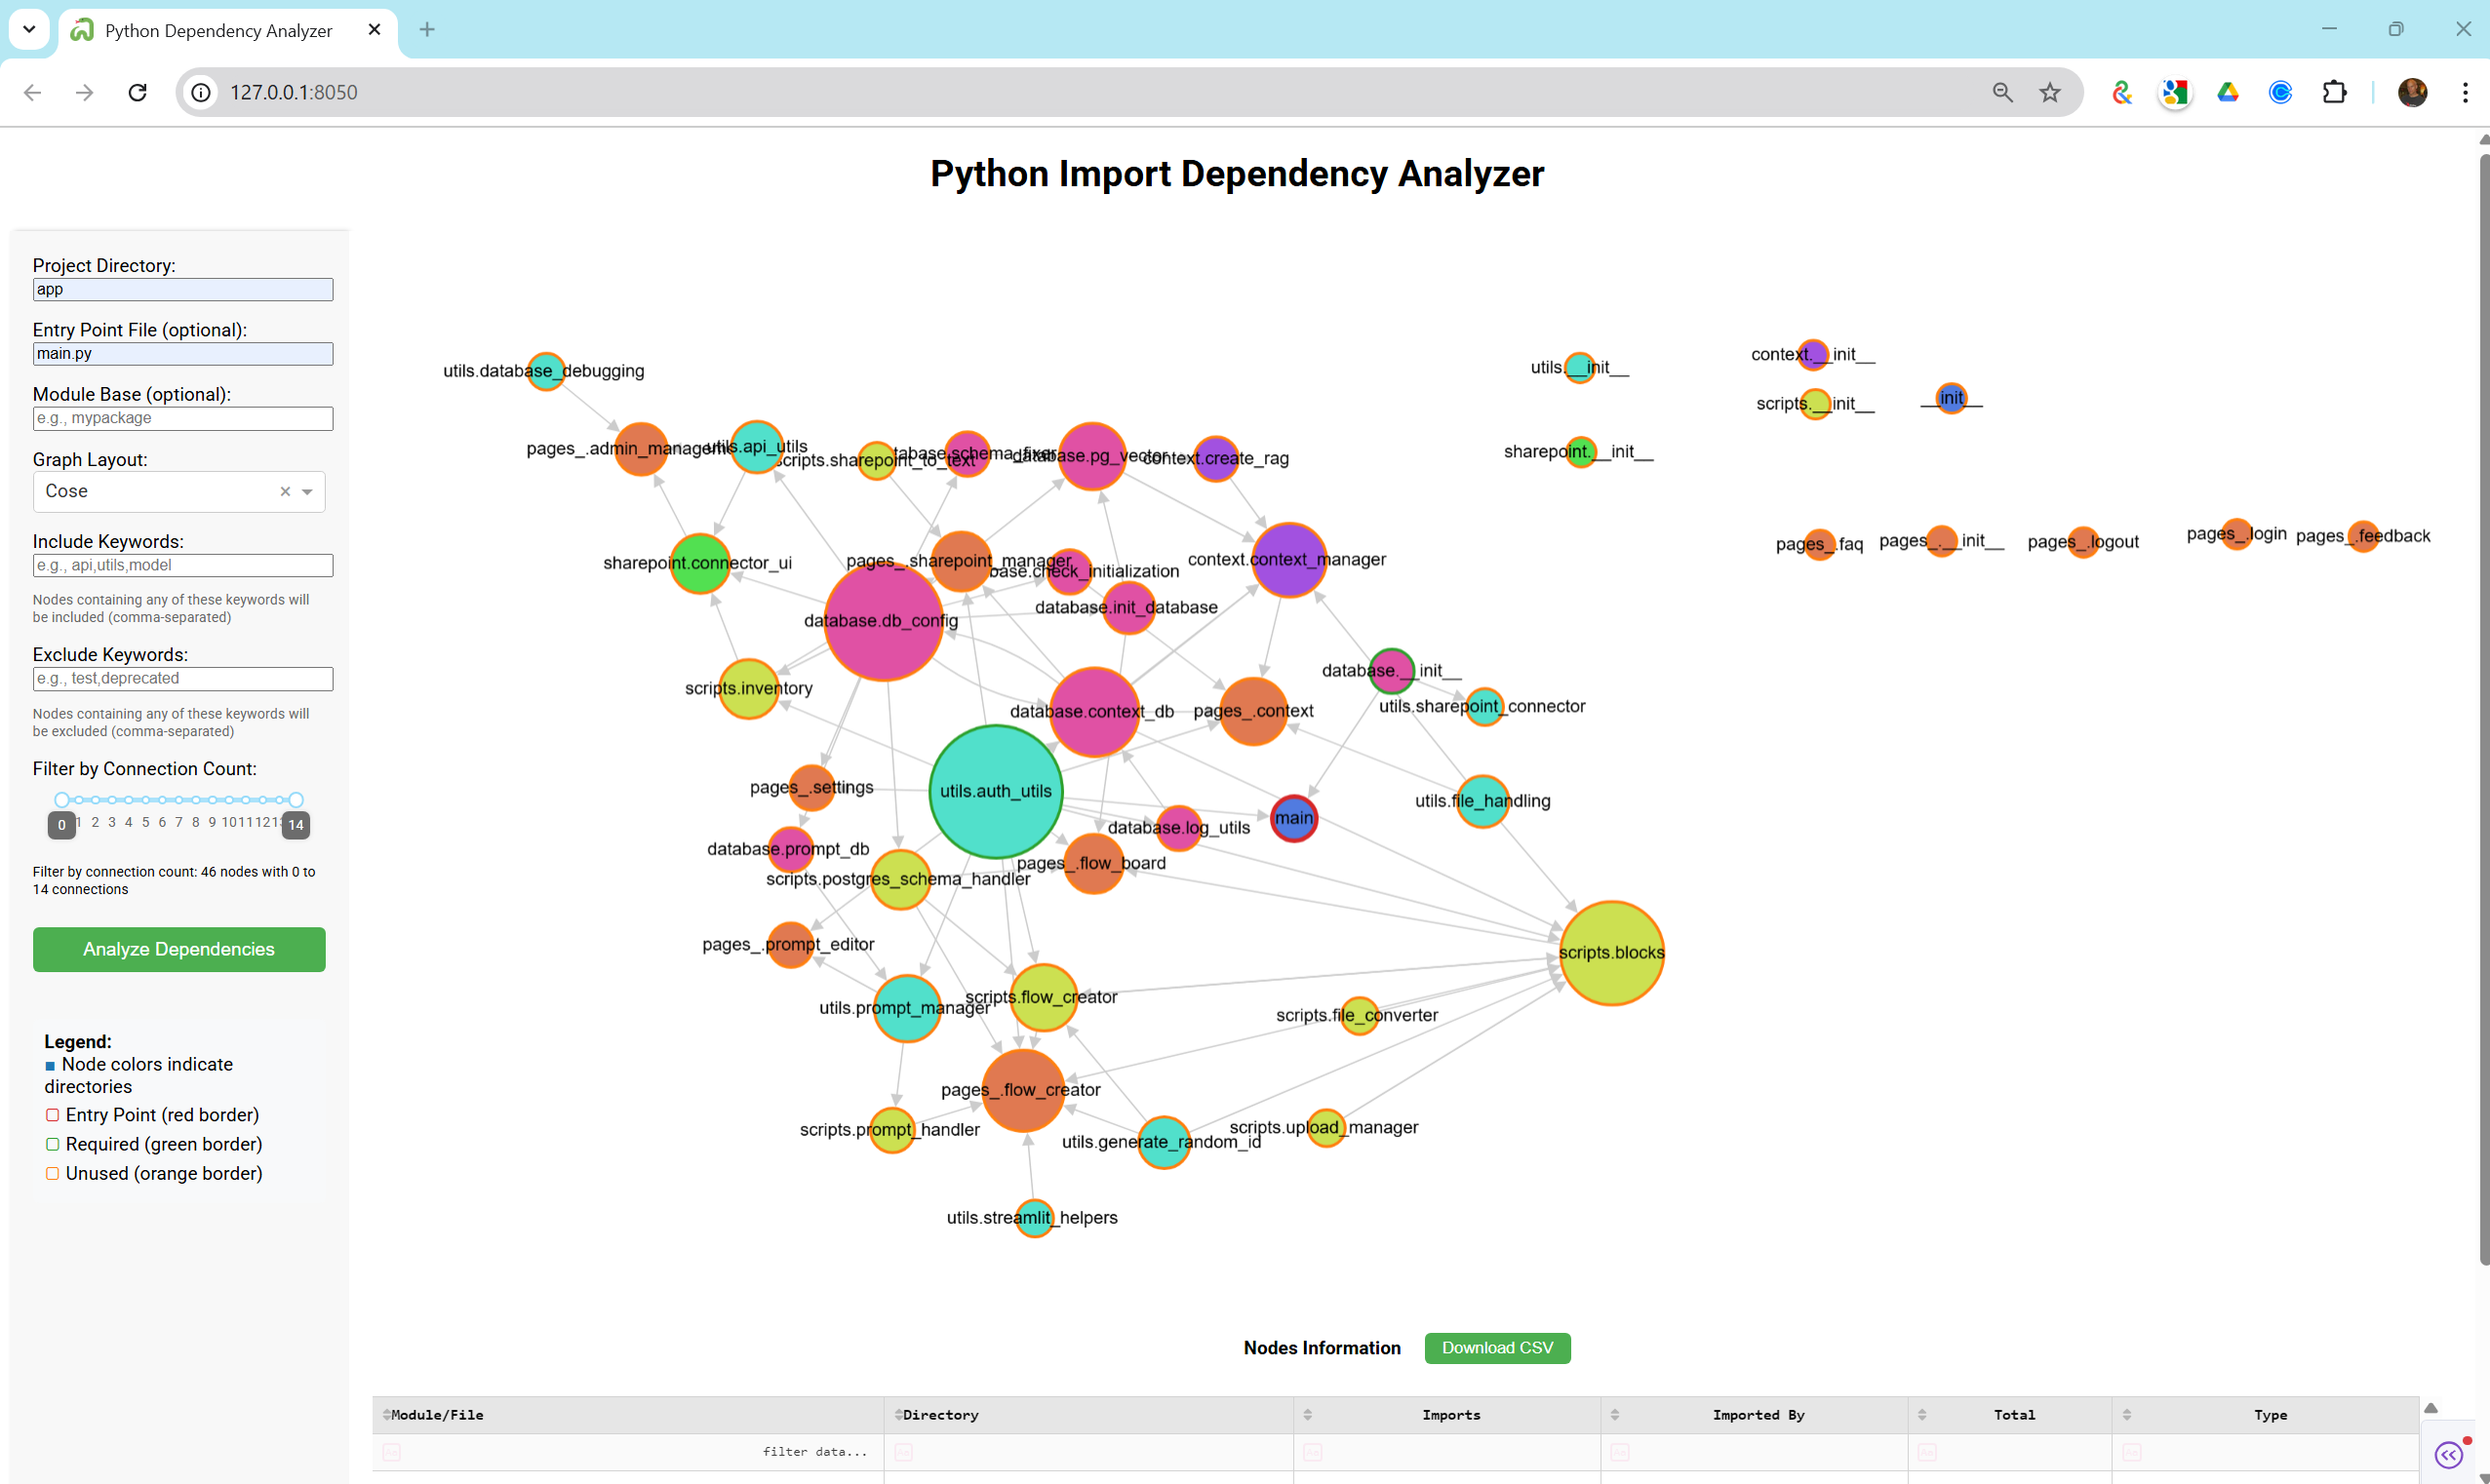 Python Dependency Analyzer
127.0.0.1:8050
Python Import Dependency Analyzer
Project Directory:
app
Entry Point File (optional):
main.py
Module Base (optional):
e.g., mypackage
Graph Layout:
Cose
Include Keywords:
e.g., api,utils,model
Nodes containing any of these keywords will
be included (comma-separated)
Exclude Keywords:
e.g., test,deprecated
Nodes containing any of these keywords will
be excluded (comma-separated)
Filter by Connection Count:
0 1 2 3 4 5 6 7 8 9 10 11 12 14
Filter by connection count: 46 nodes with 0 to
14 connections
Analyze Dependencies
Legend:
Node colors indicate
directories
Entry Point (red border)
Required (green border)
Unused (orange border)
utils.database_debugging
utils.__init__
context.__init__
scripts.__init__
__init__
sharepoint.__init__
pages_.admin_managem
utils.api_utils
scripts.sharepoint_to_text
tabase.schema_fixer
database.pg_vector
context.create_rag
pages_.faq
pages_.__init__
pages_.logout
pages_.login
pages_.feedback
sharepoint.connector_ui
pages_.sharepoint_manager
base.check_initialization
context.context_manager
database.init_database
database.db_config
database.__init__
scripts.inventory
database.context_db
pages_.context
utils.sharepoint_connector
pages_.settings
utils.auth_utils
utils.file_handling
database.log_utils
main
database.prompt_db
pages_.flow_board
scripts.postgres_schema_handler
pages_.prompt_editor
scripts.blocks
utils.prompt_manager
scripts.flow_creator
scripts.file_converter
pages_.flow_creator
scripts.prompt_handler
utils.generate_random_id
scripts.upload_manager
utils.streamlit_helpers
Nodes Information
Download CSV
Module/File Directory Imports Imported By Total Type
filter data...